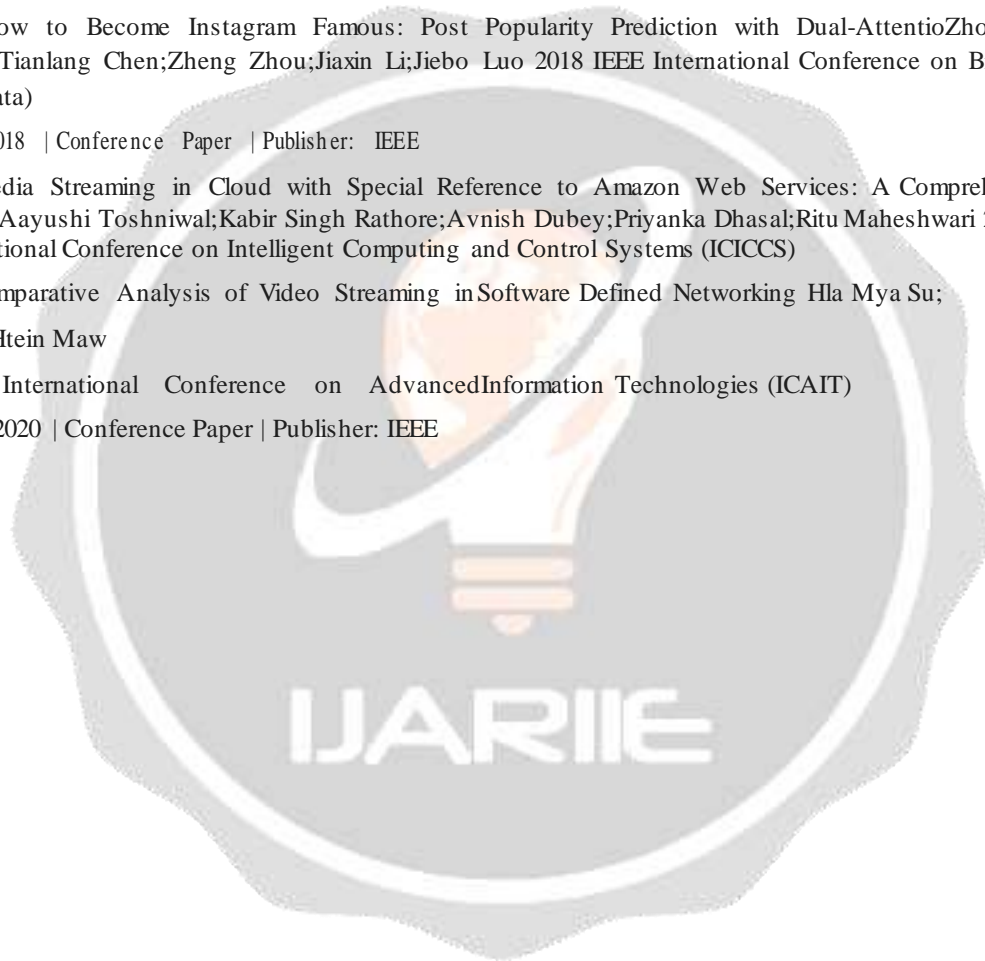 ow to Become Instagram Famous: Post Popularity Prediction with Dual-AttentioZho
Tianlang Chen;Zheng Zhou;Jiaxin Li;Jiebo Luo 2018 IEEE International Conference on B
ata)
018 | Conference Paper | Publisher: IEEE
edia Streaming in Cloud with Special Reference to Amazon Web Services: A Compreh
Aayushi Toshniwal;Kabir Singh Rathore;Avnish Dubey;Priyanka Dhasal;Ritu Maheshwari
tional Conference on Intelligent Computing and Control Systems (ICICCS)
mparative Analysis of Video Streaming inSoftware Defined Networking Hla Mya Su;
Htein Maw
International Conference on AdvancedInformation Technologies (ICAIT)
2020 | Conference Paper | Publisher: IEEE
IJARIIE